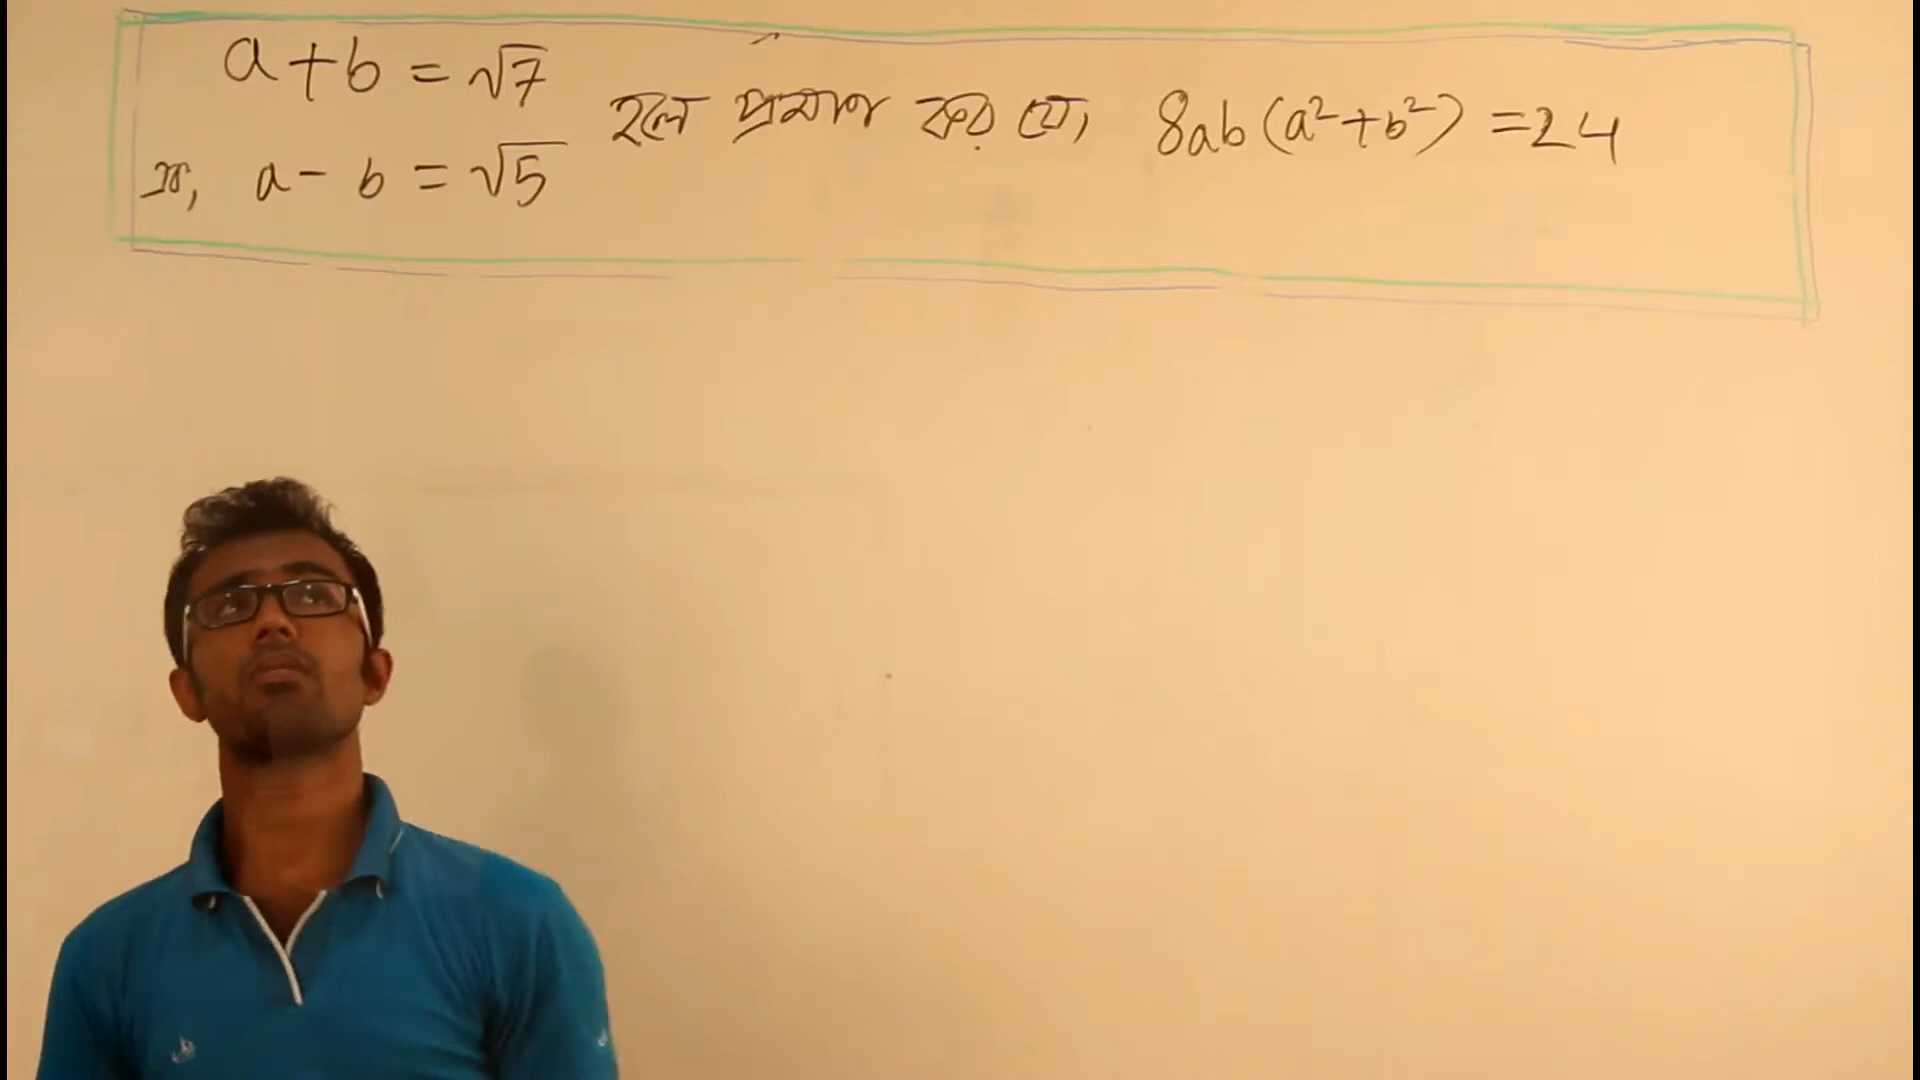 a+b = √7
হলে প্রমাণ কর যে, 8ab(a²+b²) = 24
a - b = √5